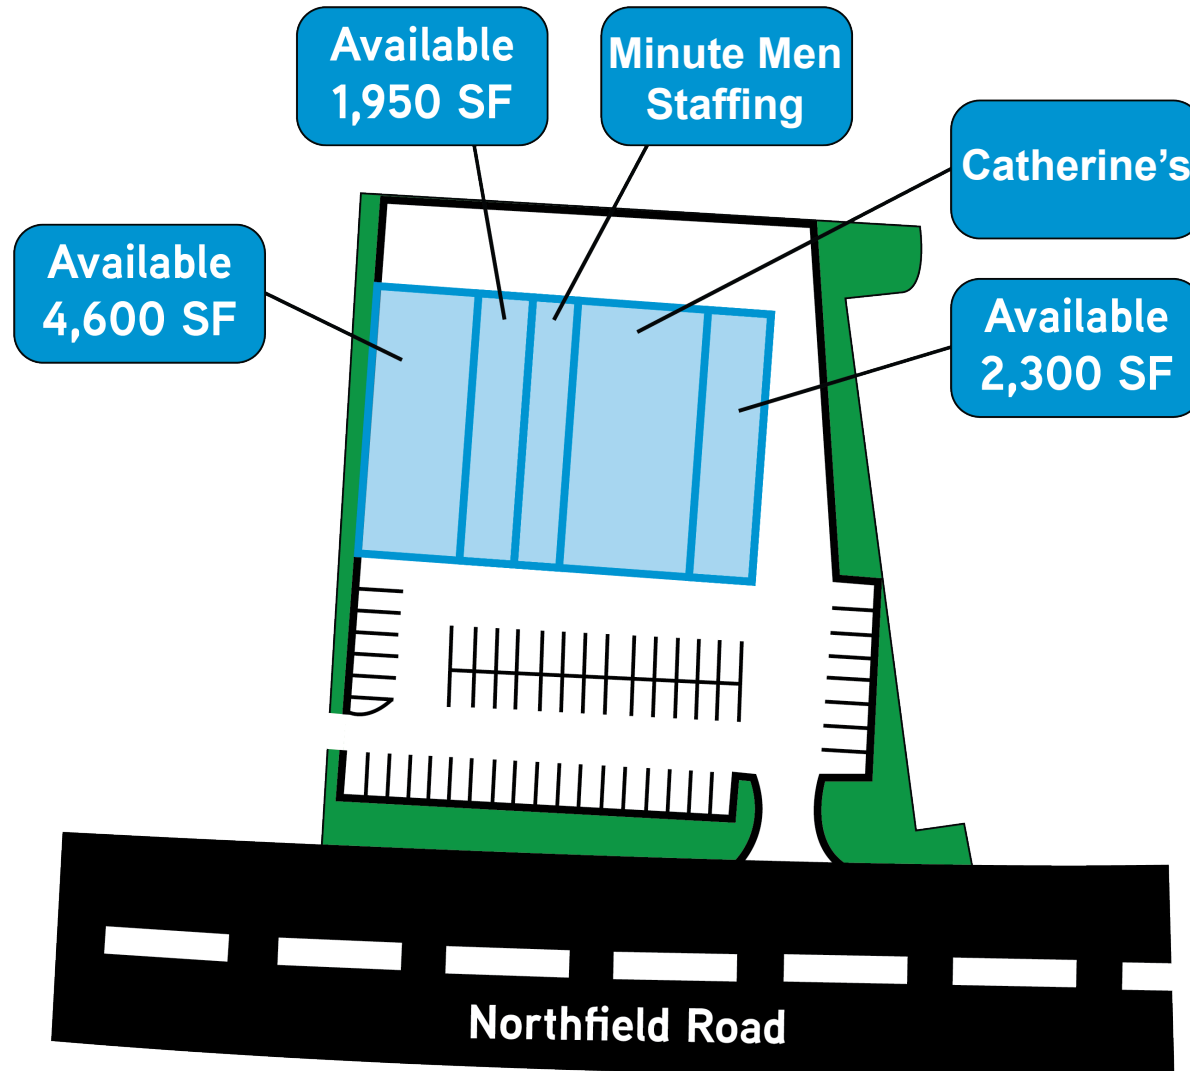 Available
1,950 SF
Minute Men
Staffing
Catherine’s
Available
4,600 SF
Available
2,300 SF
Northfield Road